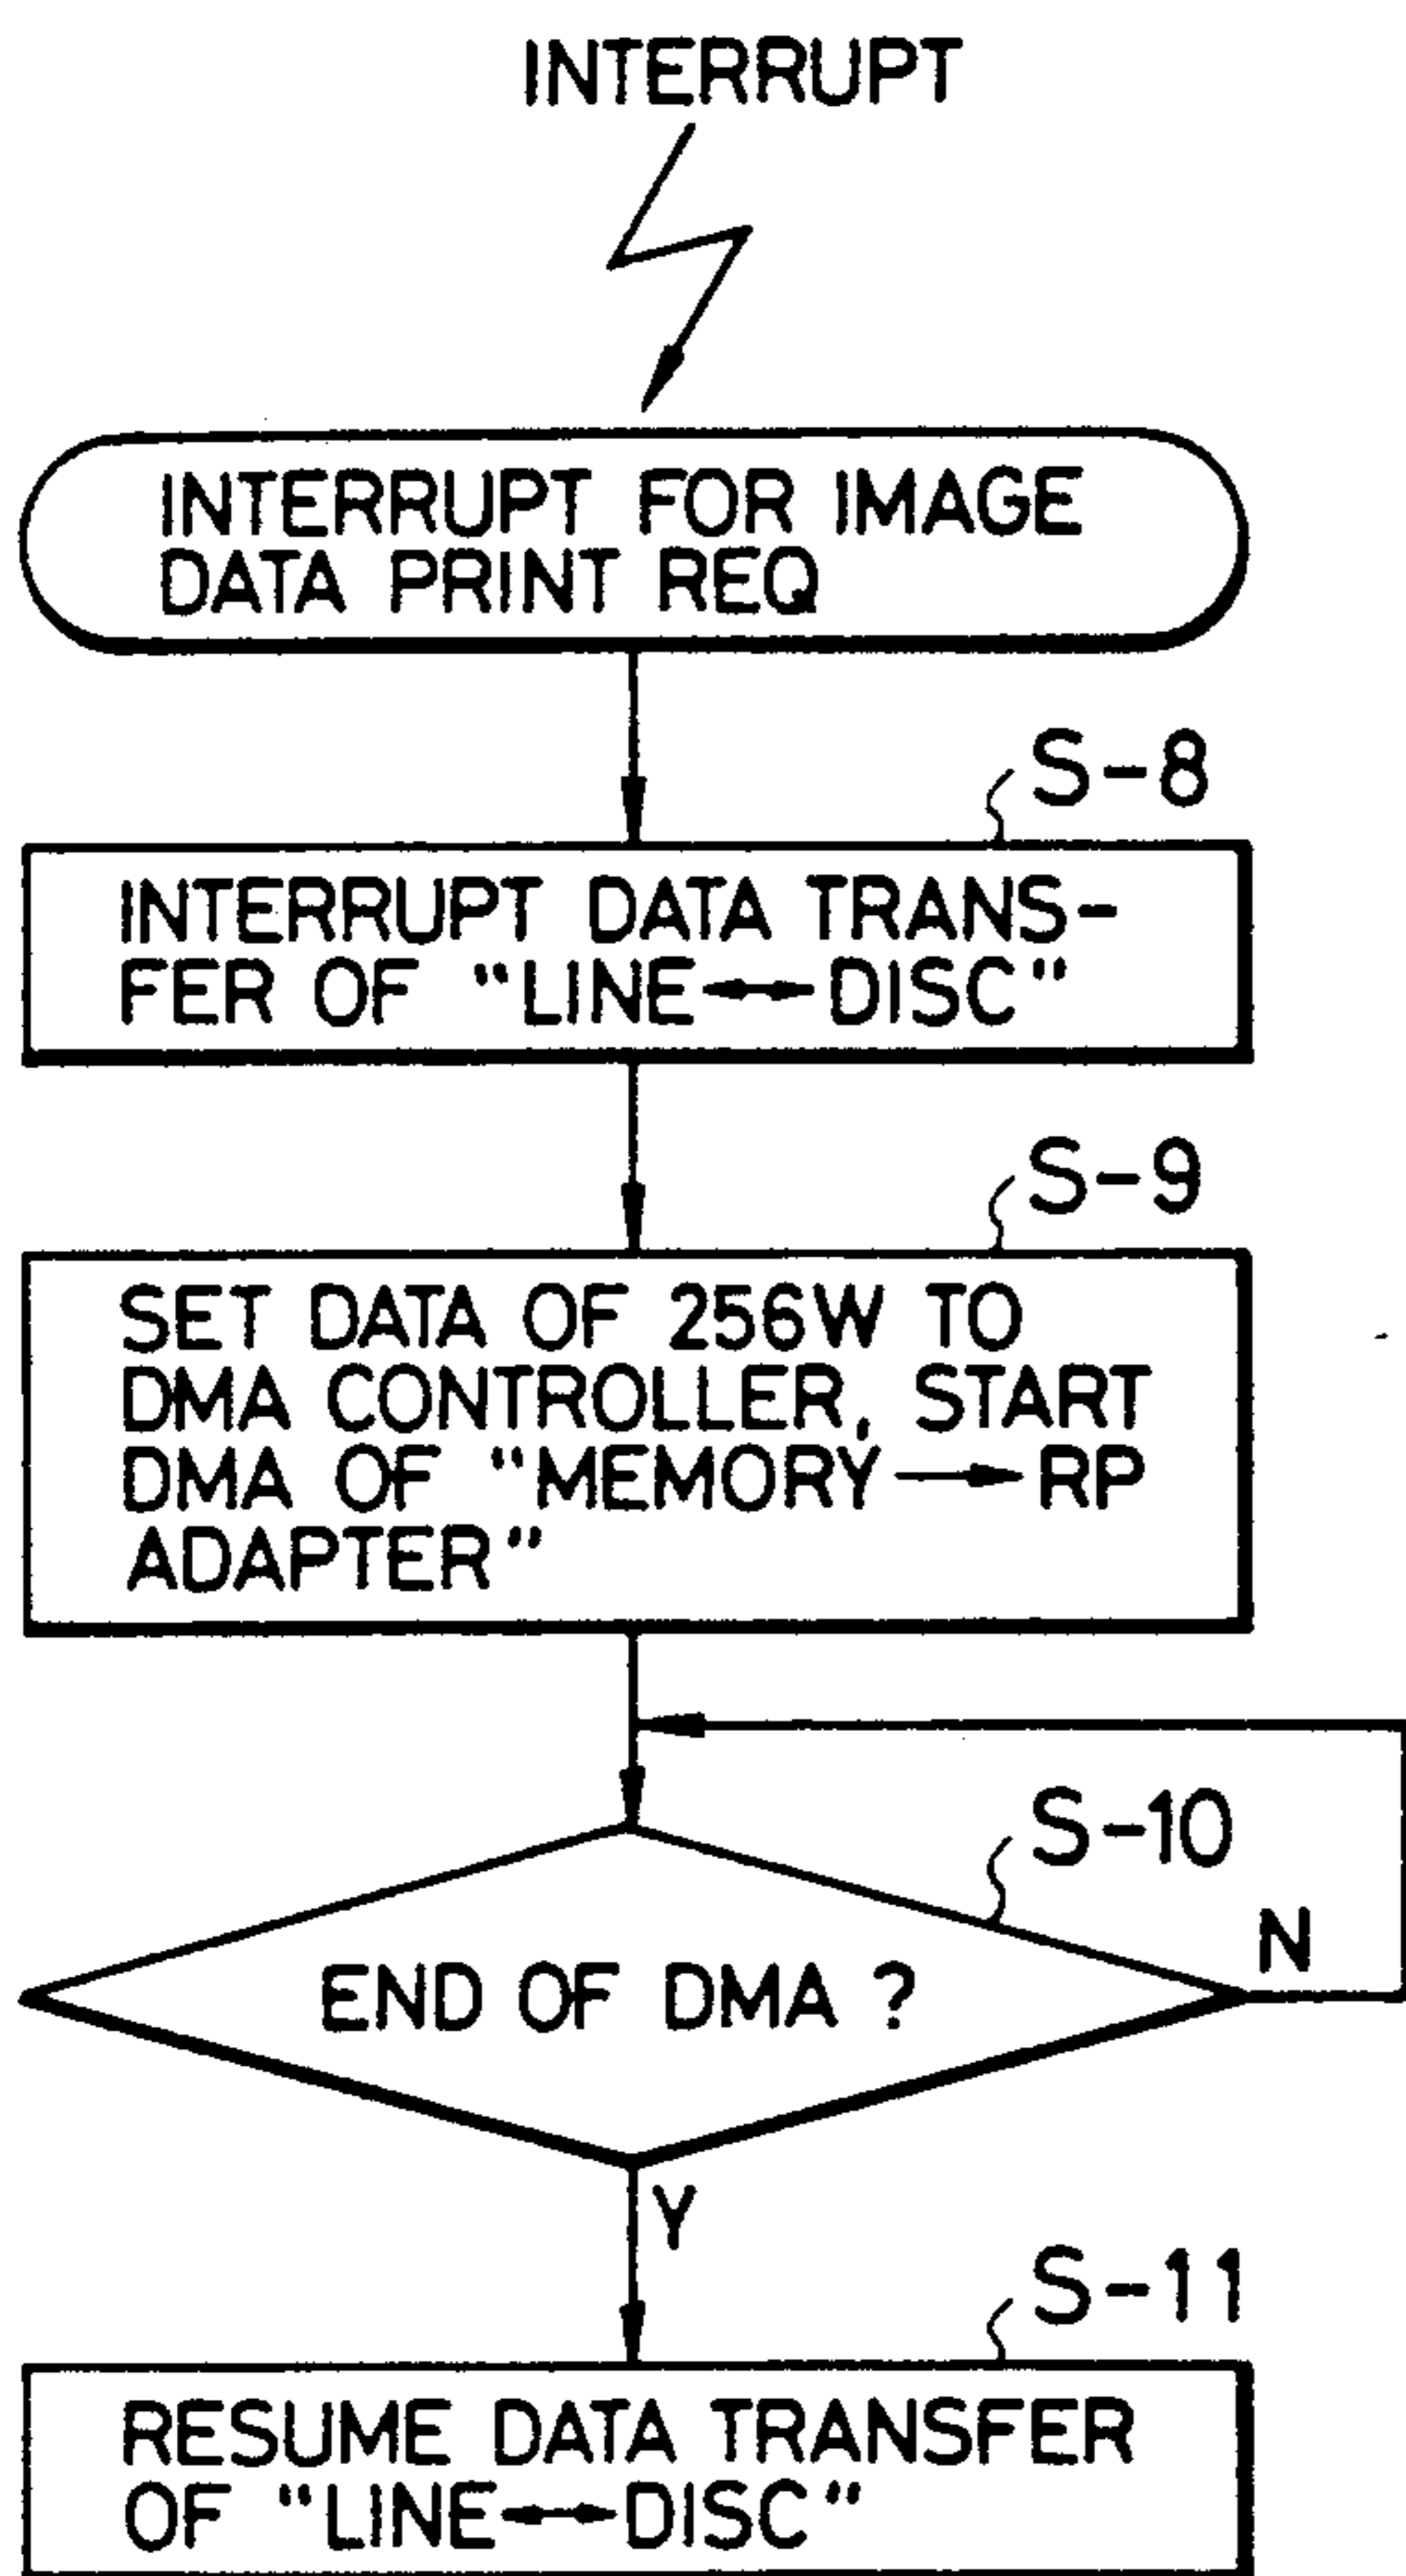 INTERRUPT
INTERRUPT FOR IMAGE
DATA PRINT REQ
S-8
INTERRUPT DATA TRANS-
FER OF "LINE↔DISC"
S-9
SET DATA OF 256W TO
DMA CONTROLLER, START
DMA OF "MEMORY→RP
ADAPTER"
S-10
N
END OF DMA ?
Y
S-11
RESUME DATA TRANSFER
OF "LINE↔DISC"